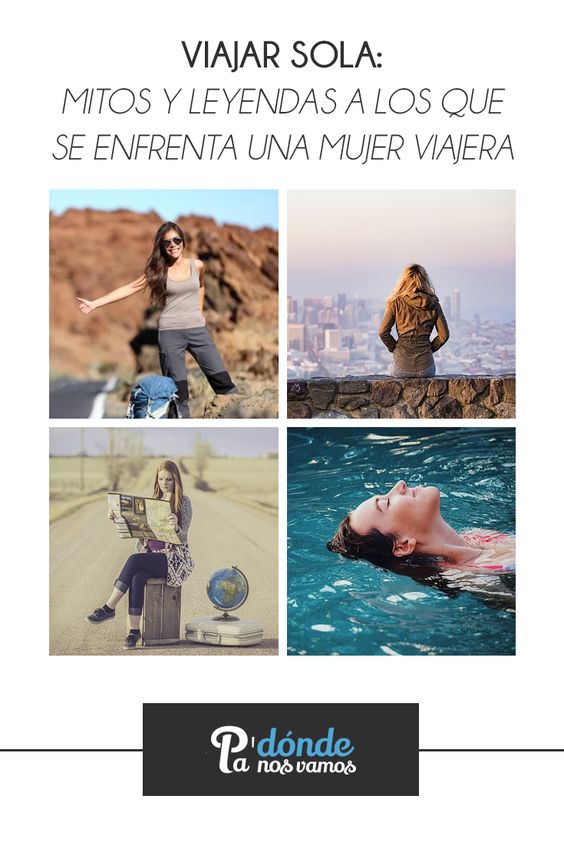 VIAJAR SOLA:
MITOS Y LEYENDAS A LOS QUE
SE ENFRENTA UNA MUJER VIAJERA
Pa' dónde
nos vamos